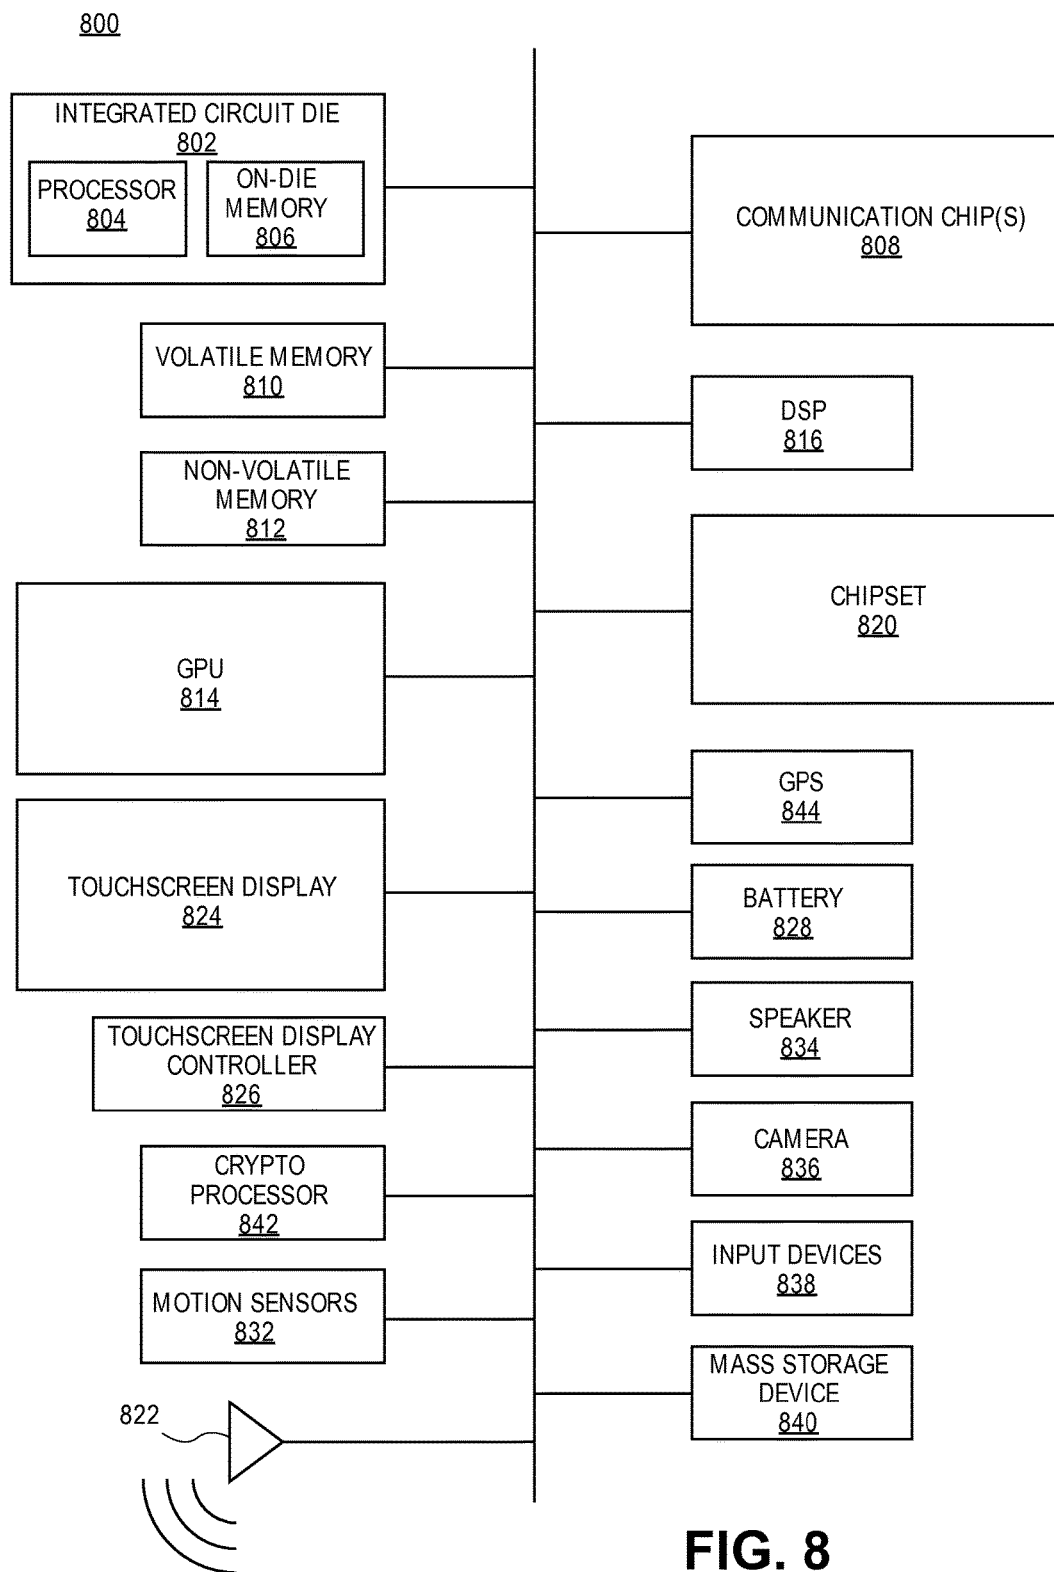 800
INTEGRATED CIRCUIT DIE
802
PROCESSOR
804
ON-DIE
MEMORY
806
COMMUNICATION CHIP(S)
808
VOLATILE MEMORY
810
DSP
816
NON-VOLATILE
MEMORY
812
CHIPSET
820
GPU
814
GPS
844
TOUCHSCREEN DISPLAY
824
BATTERY
828
SPEAKER
834
TOUCHSCREEN DISPLAY
CONTROLLER
826
CAMERA
836
CRYPTO
PROCESSOR
842
INPUT DEVICES
838
MOTION SENSORS
832
MASS STORAGE
DEVICE
840
822
FIG. 8